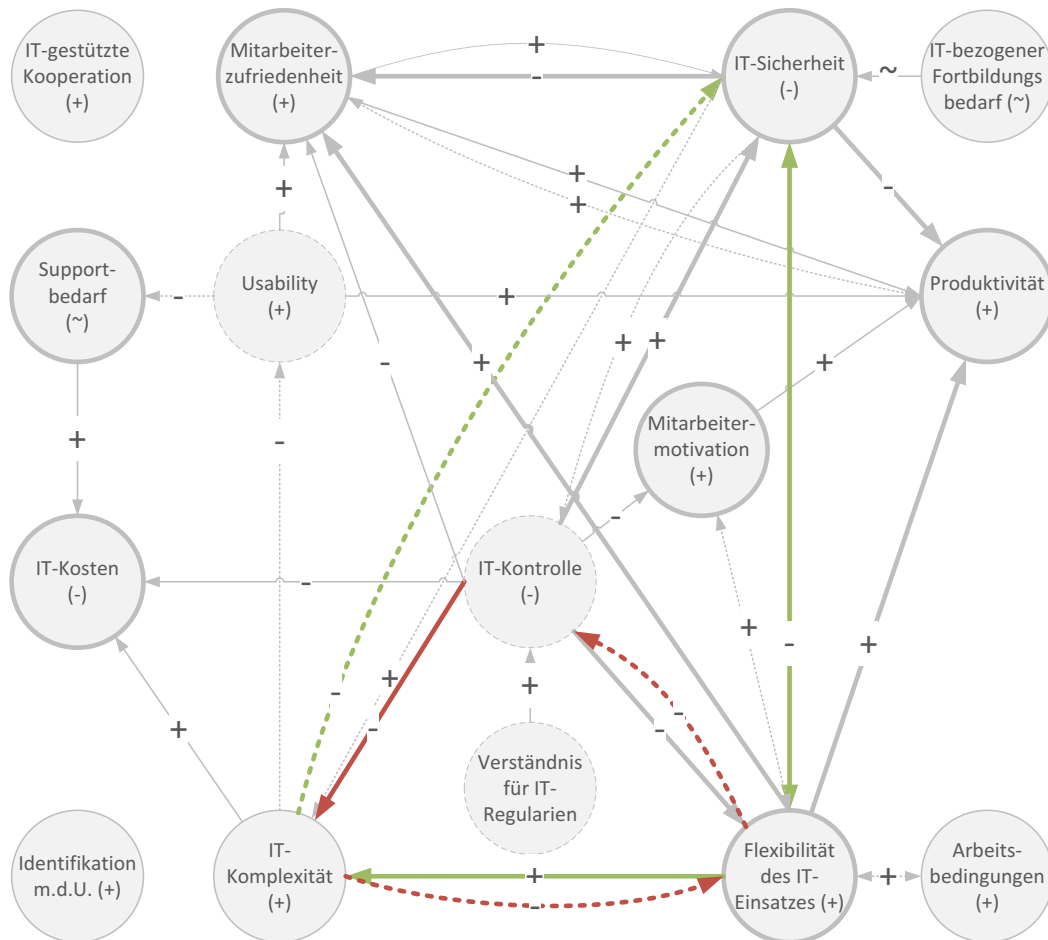 IT-gestützte
Kooperation
(+)
Mitarbeiter-
zufriedenheit
(+)
+
-
IT-Sicherheit
(-)
~
IT-bezogener
Fortbildungs
bedarf (~)
+
+
+
-
Support-
bedarf
(~)
-
Usability
(+)
+
Produktivität
(+)
-
+
+
+
+
+
-
Mitarbeiter-
motivation
(+)
-
IT-Kosten
(-)
-
IT-Kontrolle
(-)
+
-
+
-
+
+
-
-
-
-
+
Verständnis
für IT-
Regularien
Identifikation
m.d.U. (+)
IT-
Komplexität
(+)
+
-
Flexibilität
des IT-
Einsatzes (+)
+
Arbeits-
bedingungen
(+)